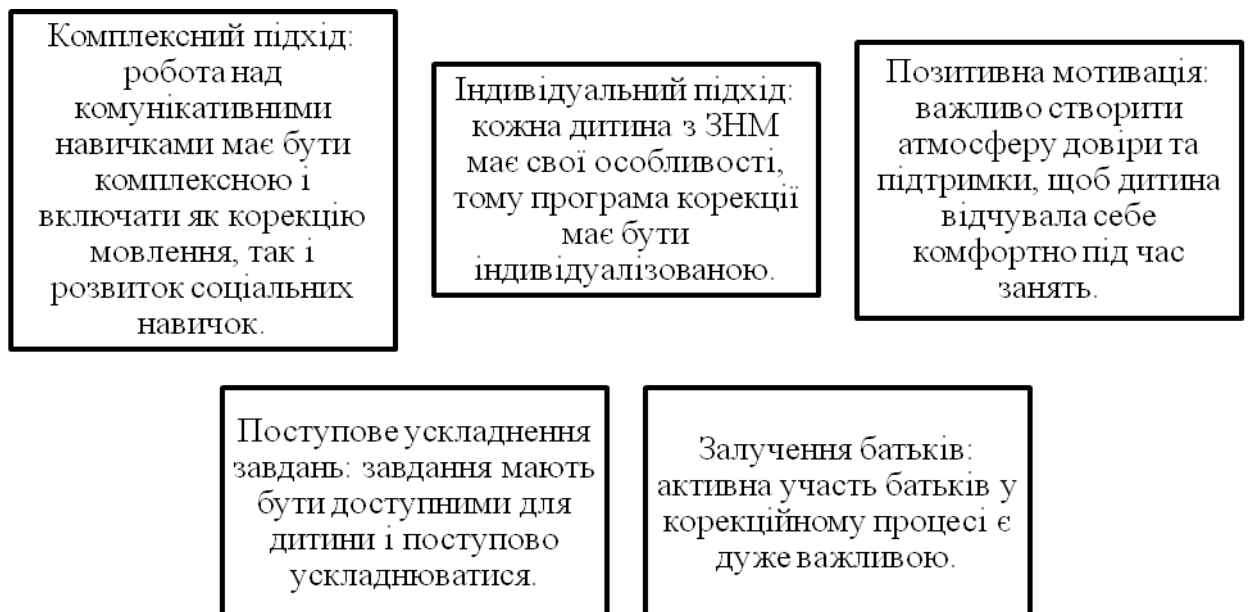 Комплексний підхід:
робота над
комунікативними
навичками має бути
комплексною і
включати як корекцію
мовлення, так і
розвиток соціальних
навичок.
Індивідуальний підхід:
кожна дитина з ЗНМ
має свої особливості,
тому програма корекції
має бути
індивідуалізованою.
Позитивна мотивація:
важливо створити
атмосферу довіри та
підтримки, щоб дитина
відчувала себе
комфортно під час
занять.
Поступове ускладнення
завдань: завдання мають
бути доступними для
дитини і поступово
ускладнюватися.
Залучення батьків:
активна участь батьків у
корекційному процесі є
дуже важливою.